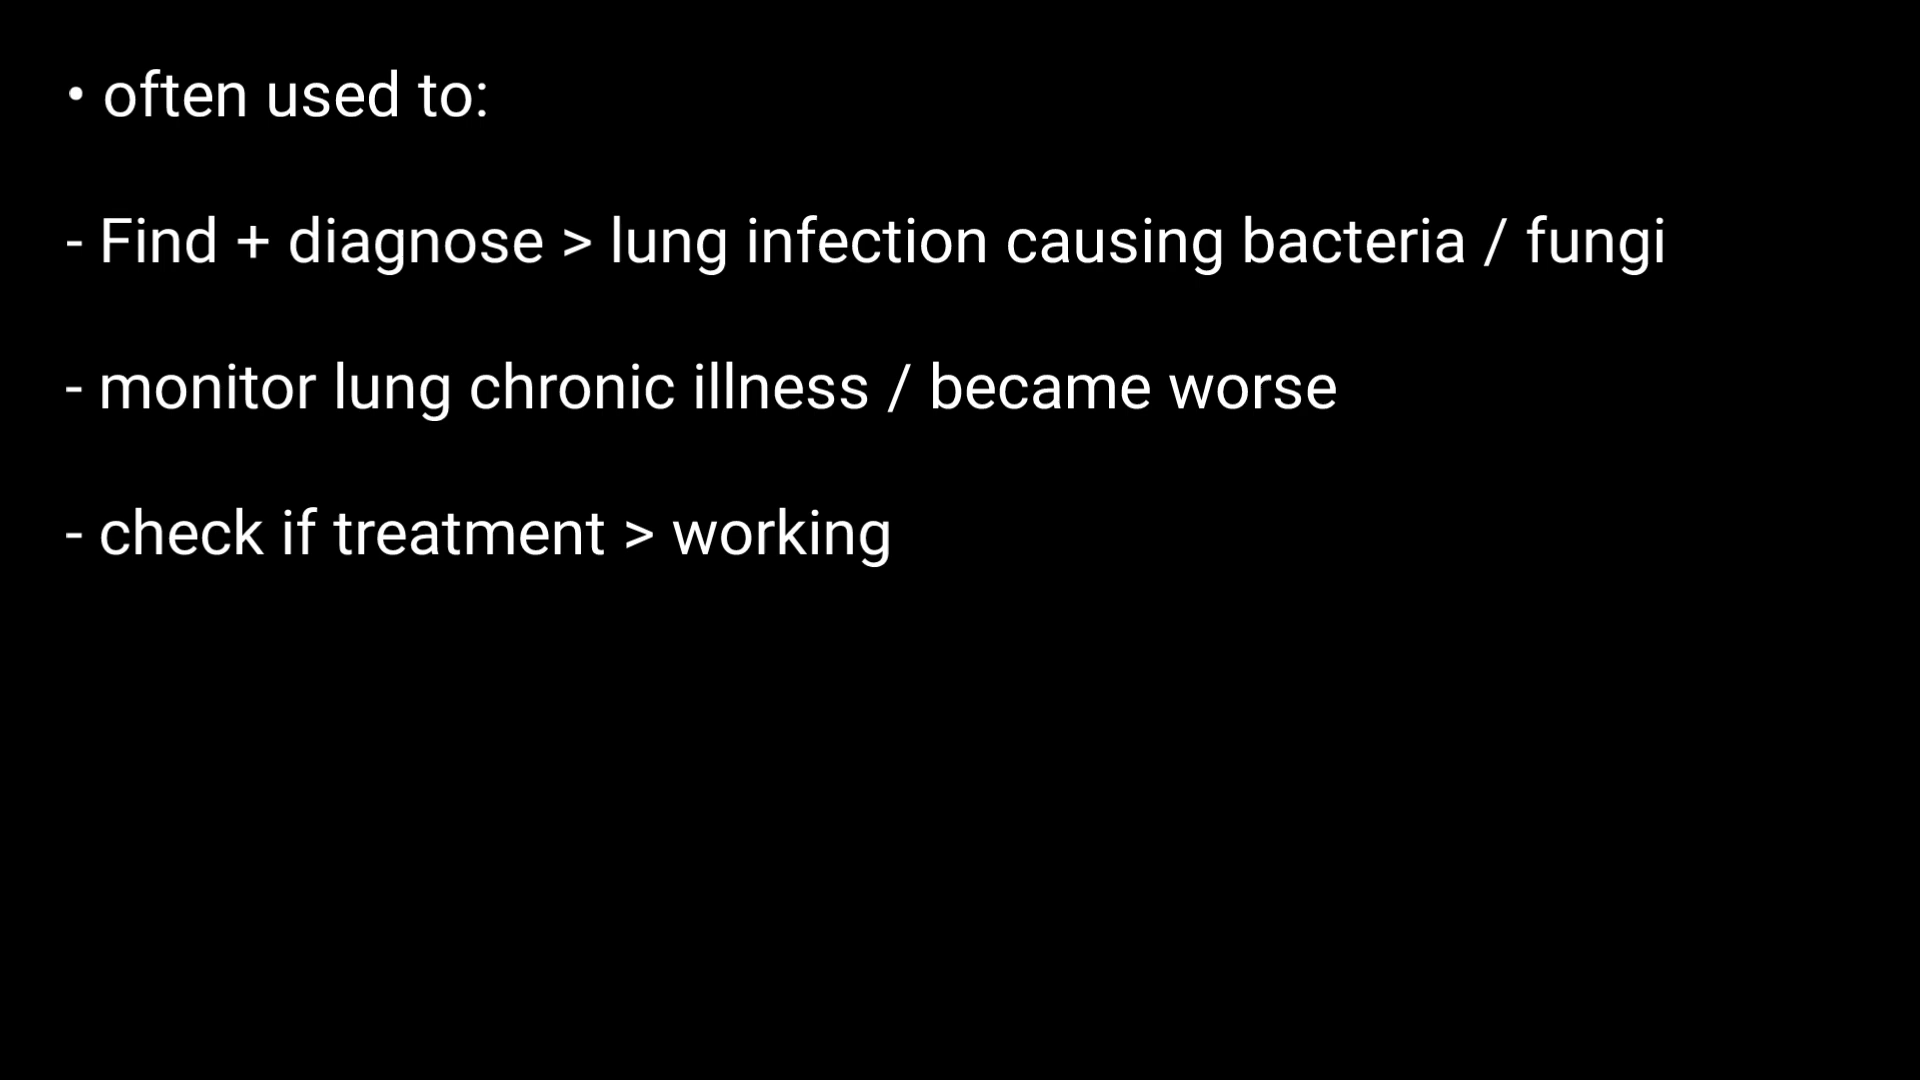 • often used to:
- Find + diagnose > lung infection causing bacteria / fungi
- monitor lung chronic illness / became worse
- check if treatment > working